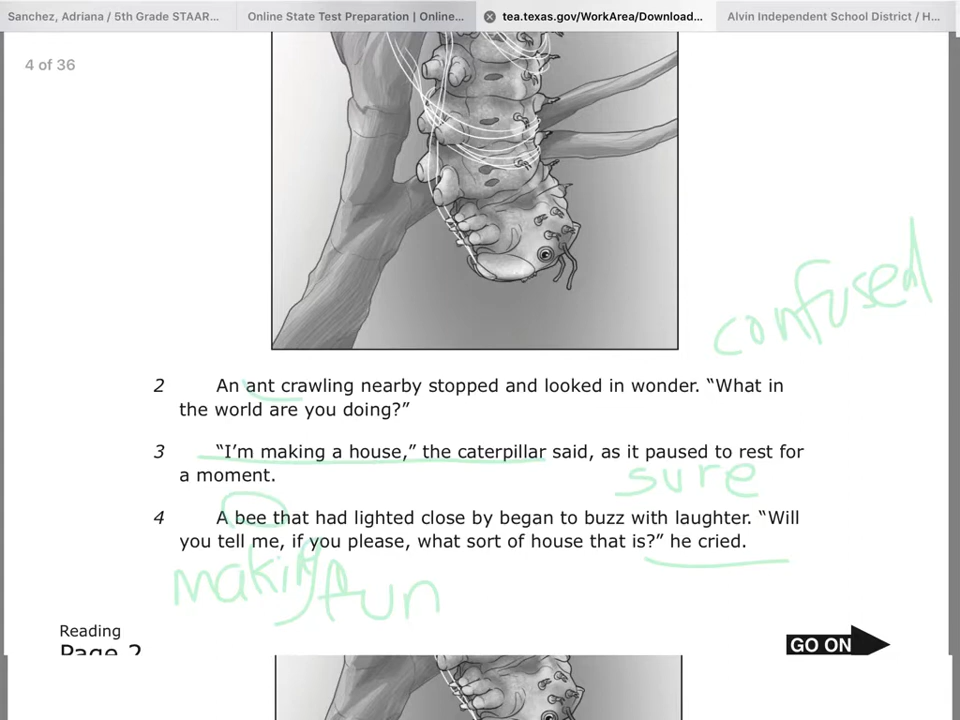 Sanchez, Adriana / 5th Grade STAAR...
Online State Test Preparation | Online...
tea.texas.gov/WorkArea/Download...
Alvin Independent School District / H...
4 of 36
confused
2 An ant crawling nearby stopped and looked in wonder. “What in
the world are you doing?”
3 “I’m making a house,” the caterpillar said, as it paused to rest for
a moment.
sure
4 A bee that had lighted close by began to buzz with laughter. “Will
you tell me, if you please, what sort of house that is?” he cried.
making fun
Reading
Page 2
GO ON